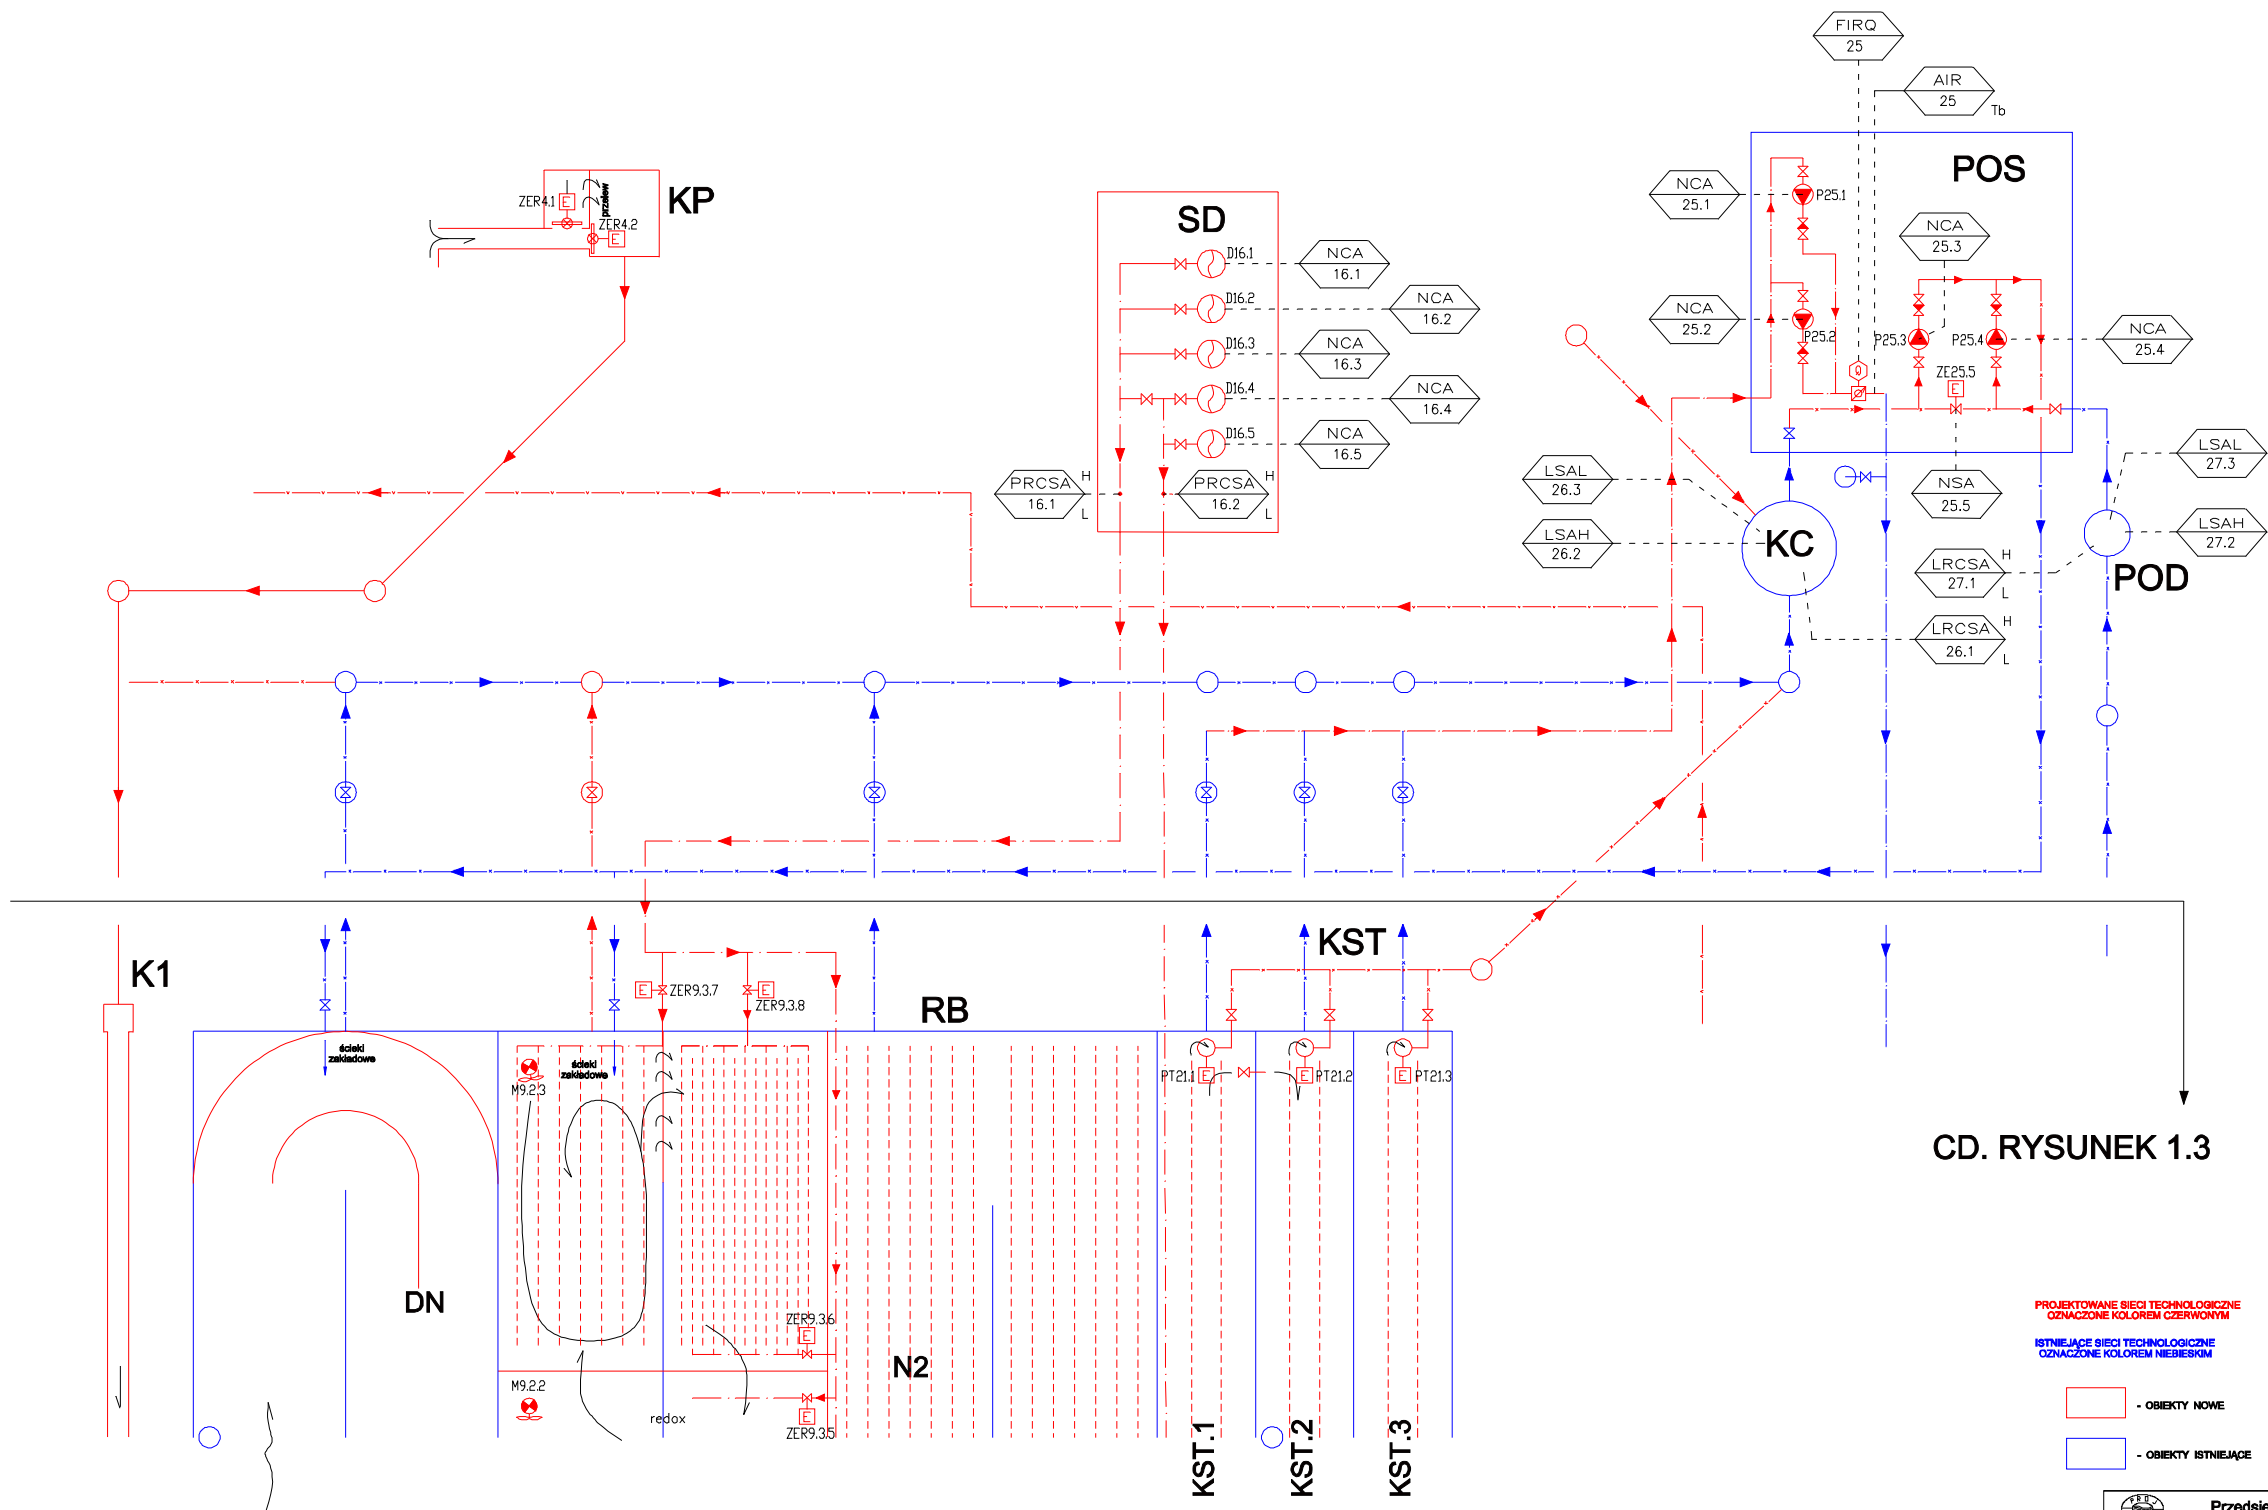 FIRQ
25
AIR
25
Tb
POS
NCA
25.1
P25.1
NCA
25.3
NCA
25.2
P25.2
P25.3
P25.4
NCA
25.4
ZE25.5
E
Q
NSA
25.5
KP
ZER4.1
E
przelew
ZER4.2
E
SD
D16.1
NCA
16.1
D16.2
NCA
16.2
D16.3
NCA
16.3
D16.4
NCA
16.4
D16.5
NCA
16.5
PRCSA
16.1
H
L
PRCSA
16.2
H
L
LSAL
26.3
LSAH
26.2
KC
LSAL
27.3
LSAH
27.2
LRCSA
27.1
H
L
POD
LRCSA
26.1
H
L
K1
KST
E
ZER9.3.7
E
ZER9.3.8
RB
ścieki
zakładowe
M9.2.3
ścieki
zakładowe
PT21.1
E
E
PT21.2
E
PT21.3
CD. RYSUNEK 1.3
DN
ZER9.3.6
E
N2
M9.2.2
redox
E
ZER9.3.5
KST.1
KST.2
KST.3
PROJEKTOWANE SIECI TECHNOLOGICZNE
OZNACZONE KOLOREM CZERWONYM
ISTNIEJĄCE SIECI TECHNOLOGICZNE
OZNACZONE KOLOREM NIEBIESKIM
- OBIEKTY NOWE
- OBIEKTY ISTNIEJĄCE
PROJ
Przedsię